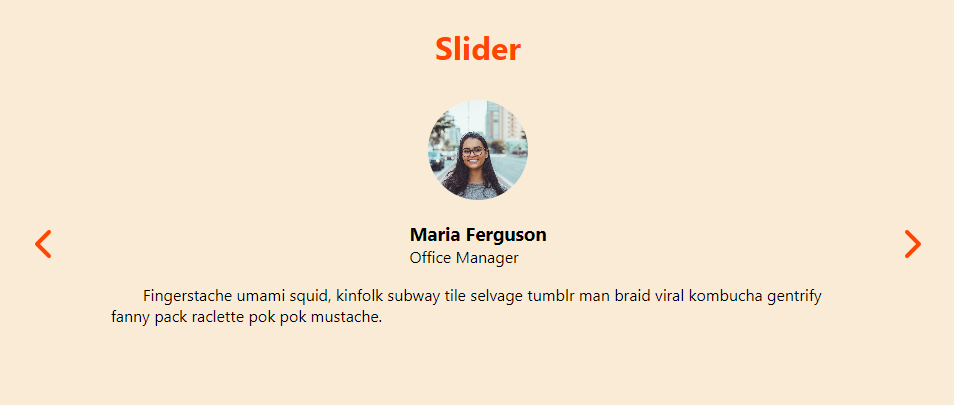 Slider
Maria Ferguson
Office Manager
Fingerstache umami squid, kinfolk subway tile selvage tumblr man braid viral kombucha gentrify
fanny pack raclette pok pok mustache.